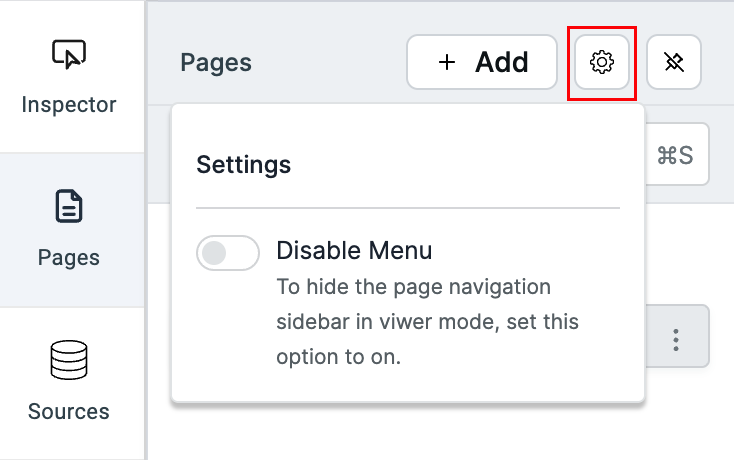 Inspector
Pages
Sources
Pages
+ Add
⌘S
Settings
Disable Menu
To hide the page navigation
sidebar in viwer mode, set this
option to on.